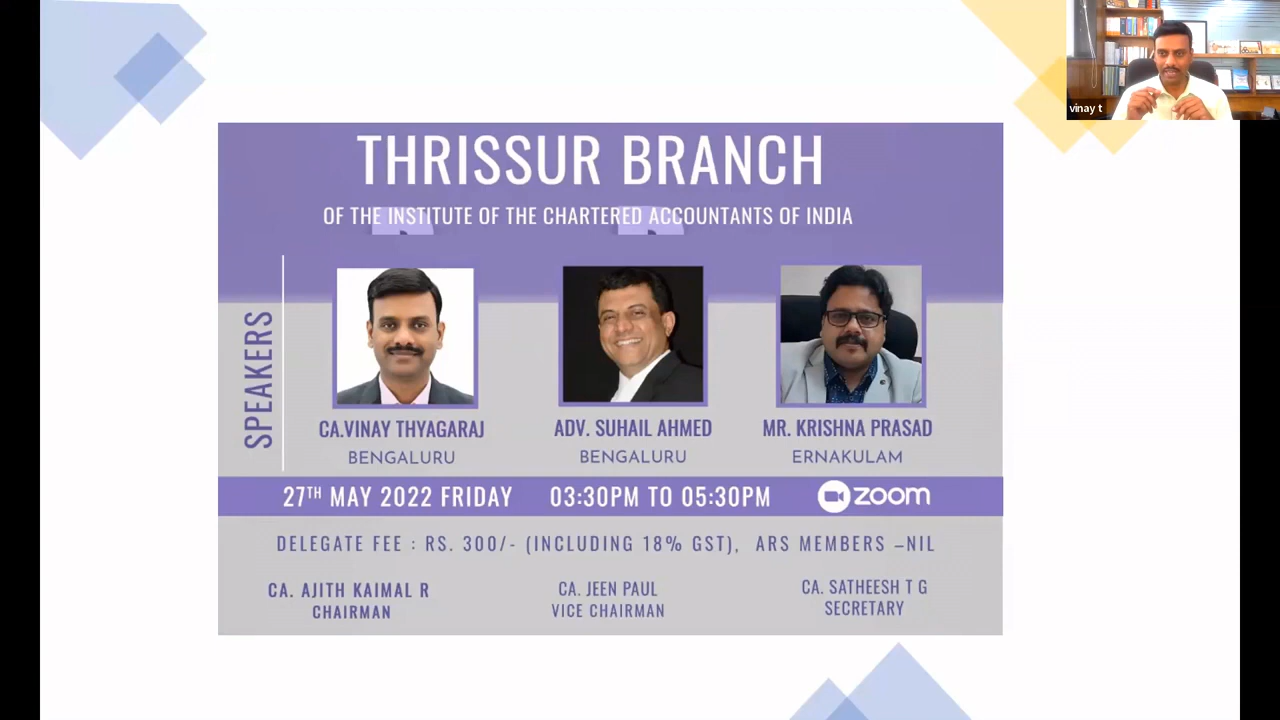 vinay t
THRISSUR BRANCH
OF THE INSTITUTE OF THE CHARTERED ACCOUNTANTS OF INDIA
SPEAKERS
CA.VINAY THYAGARAJ
BENGALURU
ADV. SUHAIL AHMED
BENGALURU
MR. KRISHNA PRASAD
ERNAKULAM
27TH MAY 2022 FRIDAY 03:30PM TO 05:30PM zoom
DELEGATE FEE : RS. 300/- (INCLUDING 18% GST), ARS MEMBERS –NIL
CA. AJITH KAIMAL R
CHAIRMAN
CA. JEEN PAUL
VICE CHAIRMAN
CA. SATHEESH T G
SECRETARY